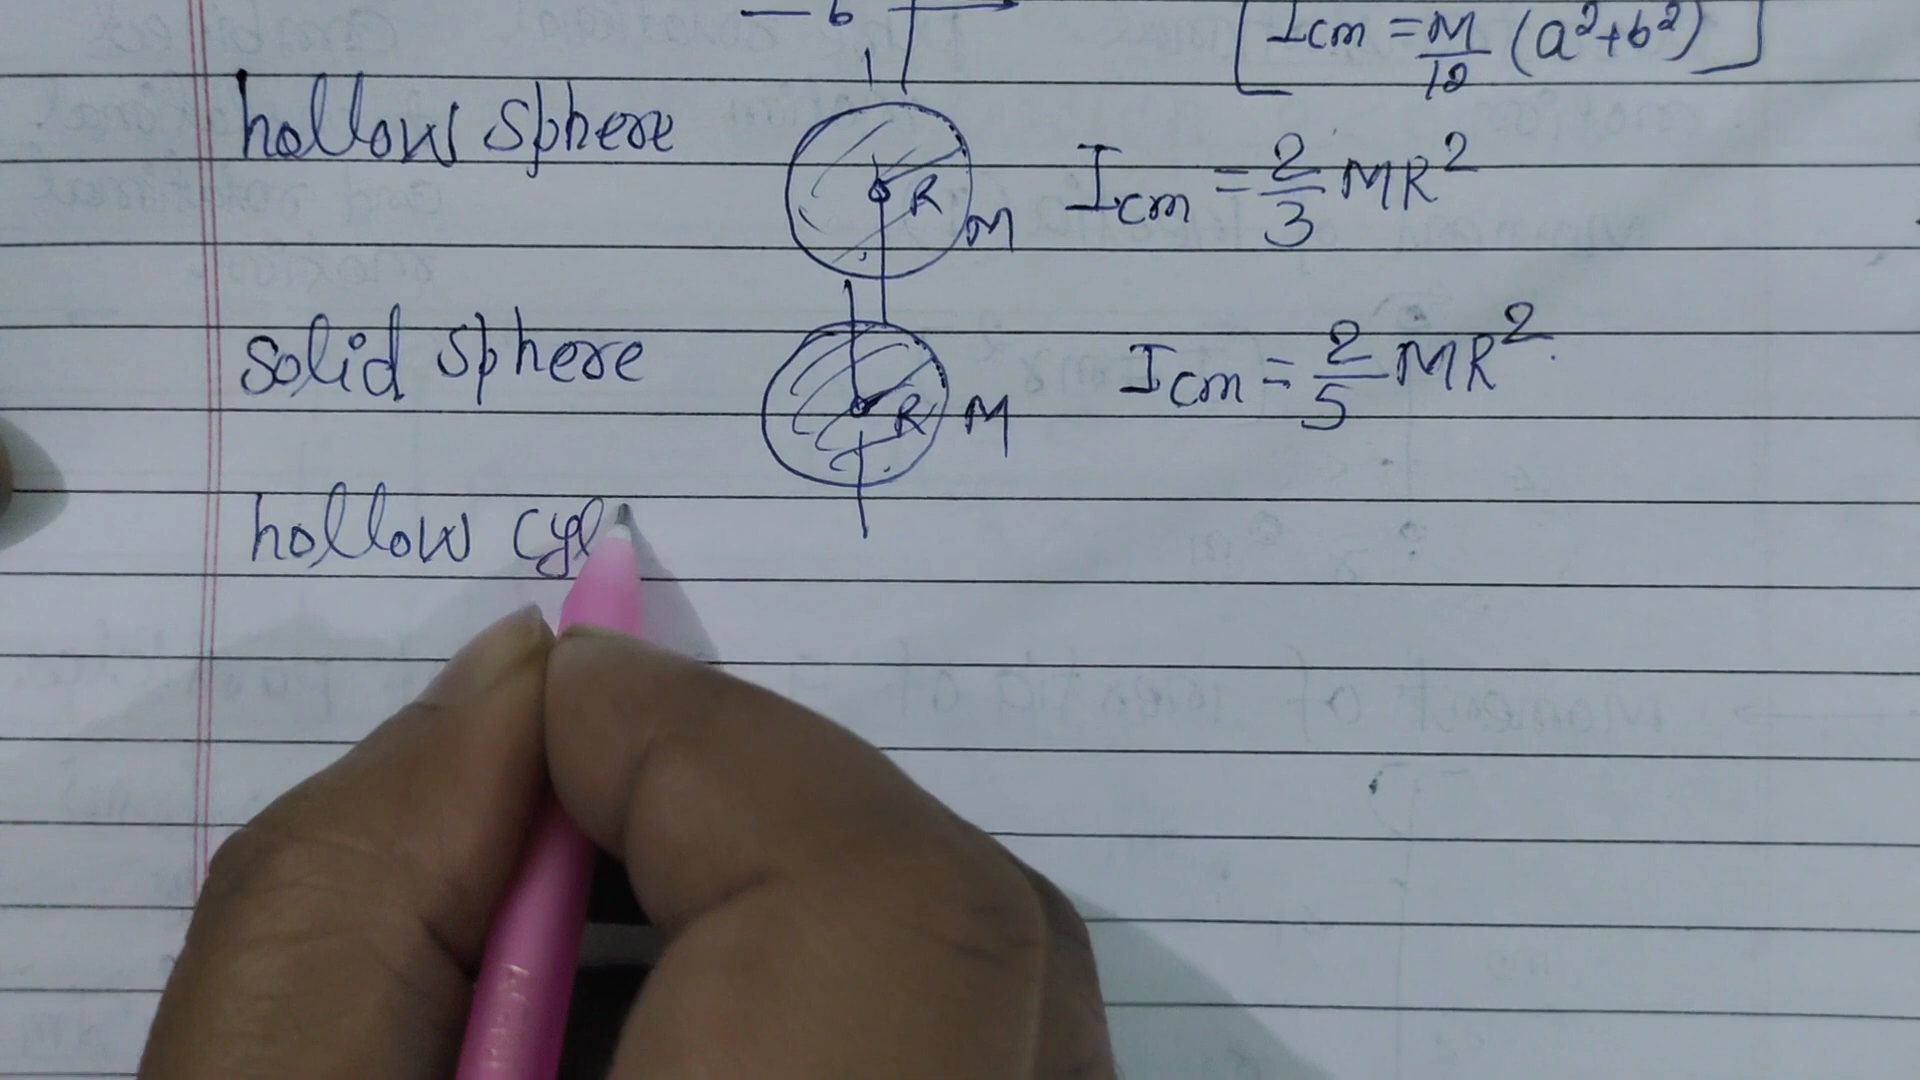 b Icm = M/12 (a²+b²)
hollow sphere R M Icm = 2/3 MR²
solid sphere R M Icm = 2/5 MR²
hollow cyl